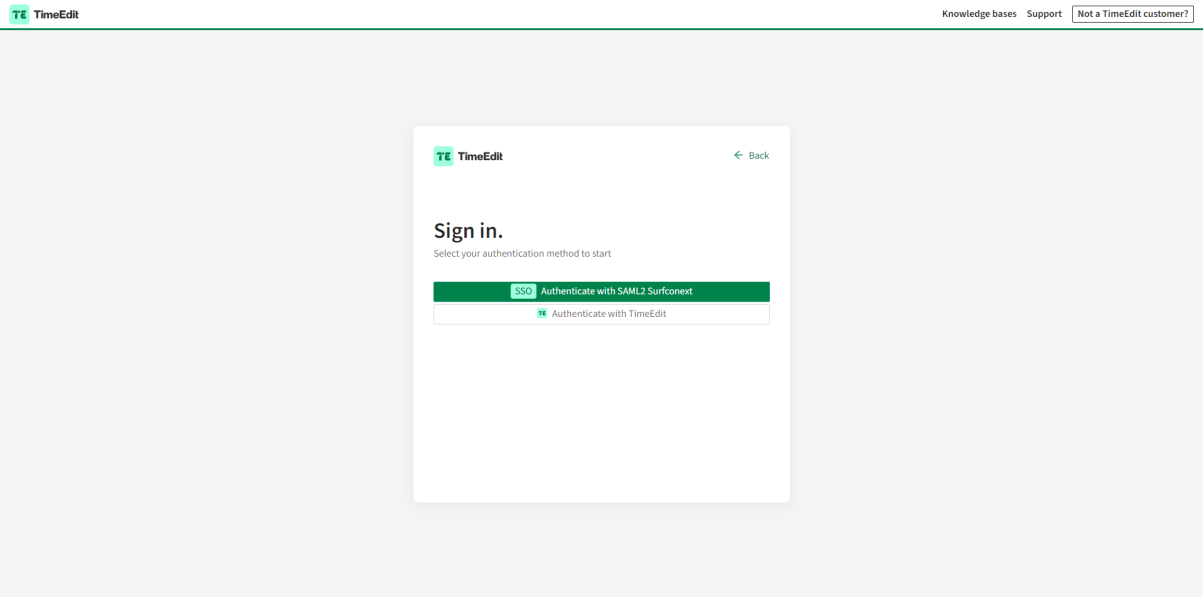 TE TimeEdit
Knowledge bases Support Not a TimeEdit customer?
TE TimeEdit
← Back
Sign in.
Select your authentication method to start
SSO Authenticate with SAML2 Surfconext
TE Authenticate with TimeEdit